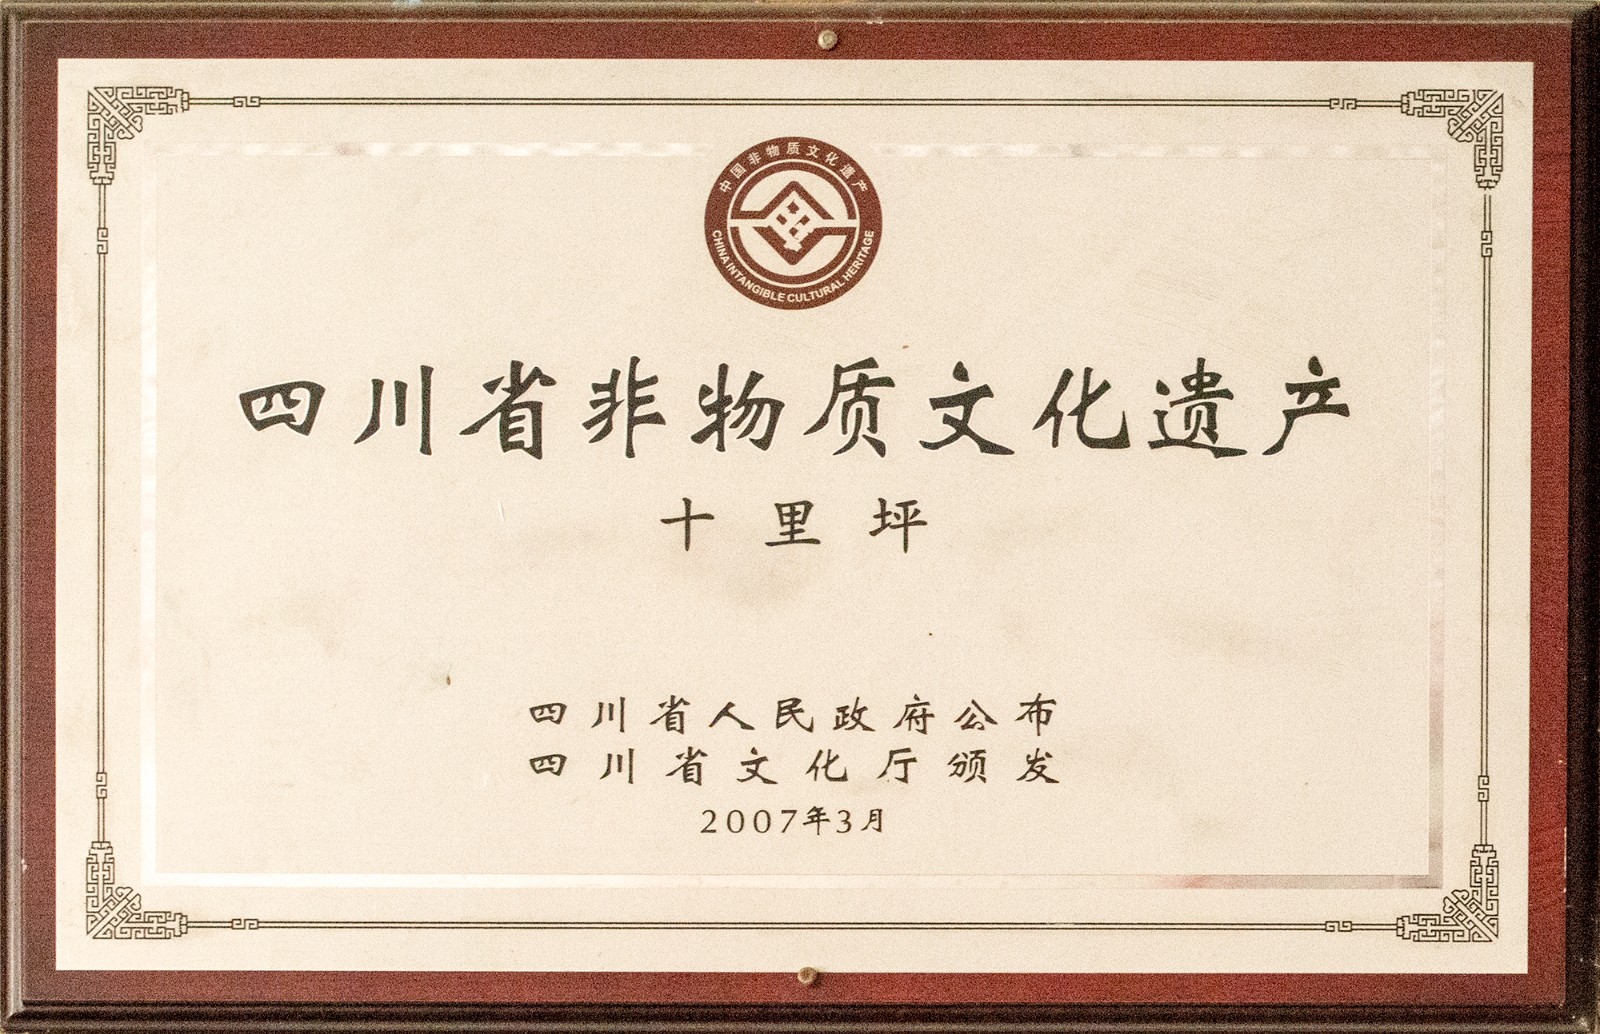 中国非物质文化遗产
CHINA INTANGIBLE CULTURAL HERITAGE
四川省非物质文化遗产
十里坪
四川省人民政府公布
四川省文化厅颁发
2007年3月